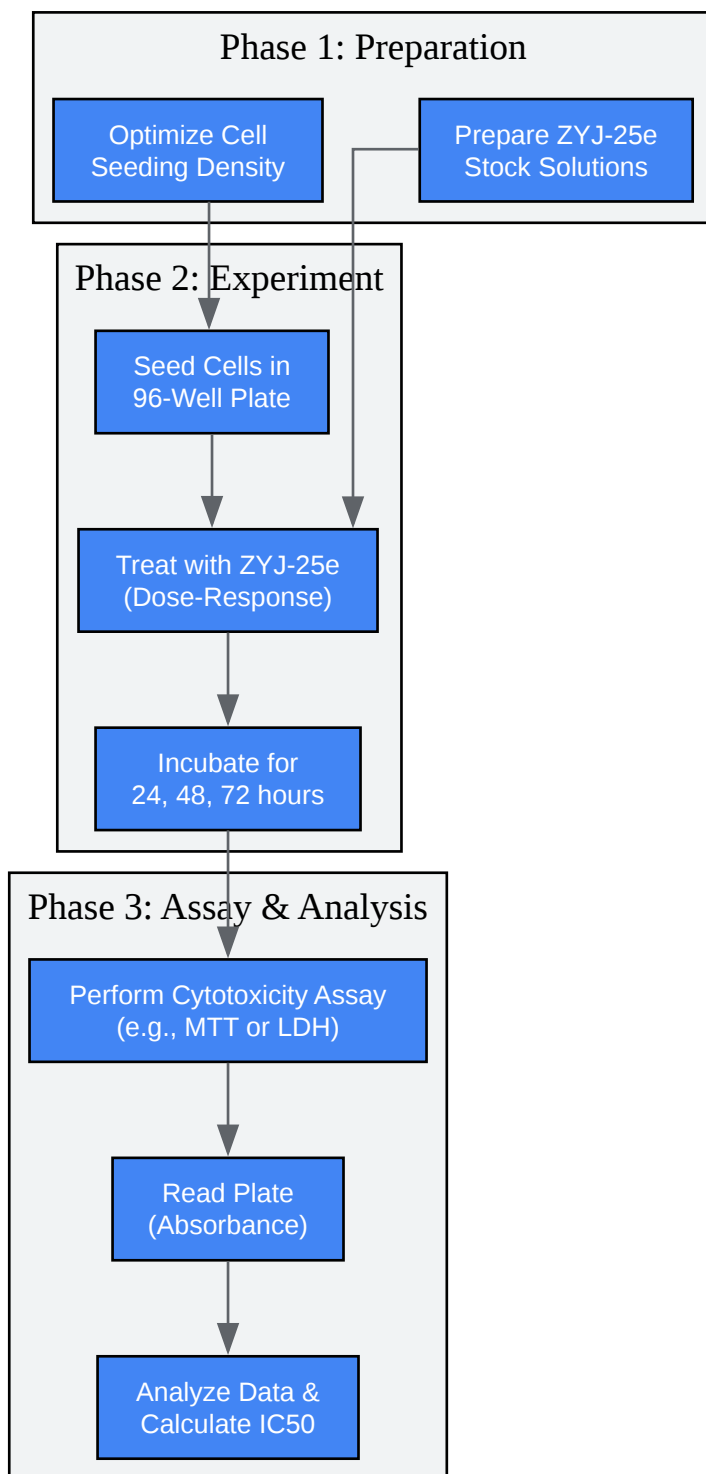 Phase 1: Preparation
Optimize Cell
Seeding Density
Prepare ZYJ-25e
Stock Solutions
Phase 2: Experiment
Seed Cells in
96-Well Plate
Treat with ZYJ-25e
(Dose-Response)
Incubate for
24, 48, 72 hours
Phase 3: Assay & Analysis
Perform Cytotoxicity Assay
(e.g., MTT or LDH)
Read Plate
(Absorbance)
Analyze Data &
Calculate IC50